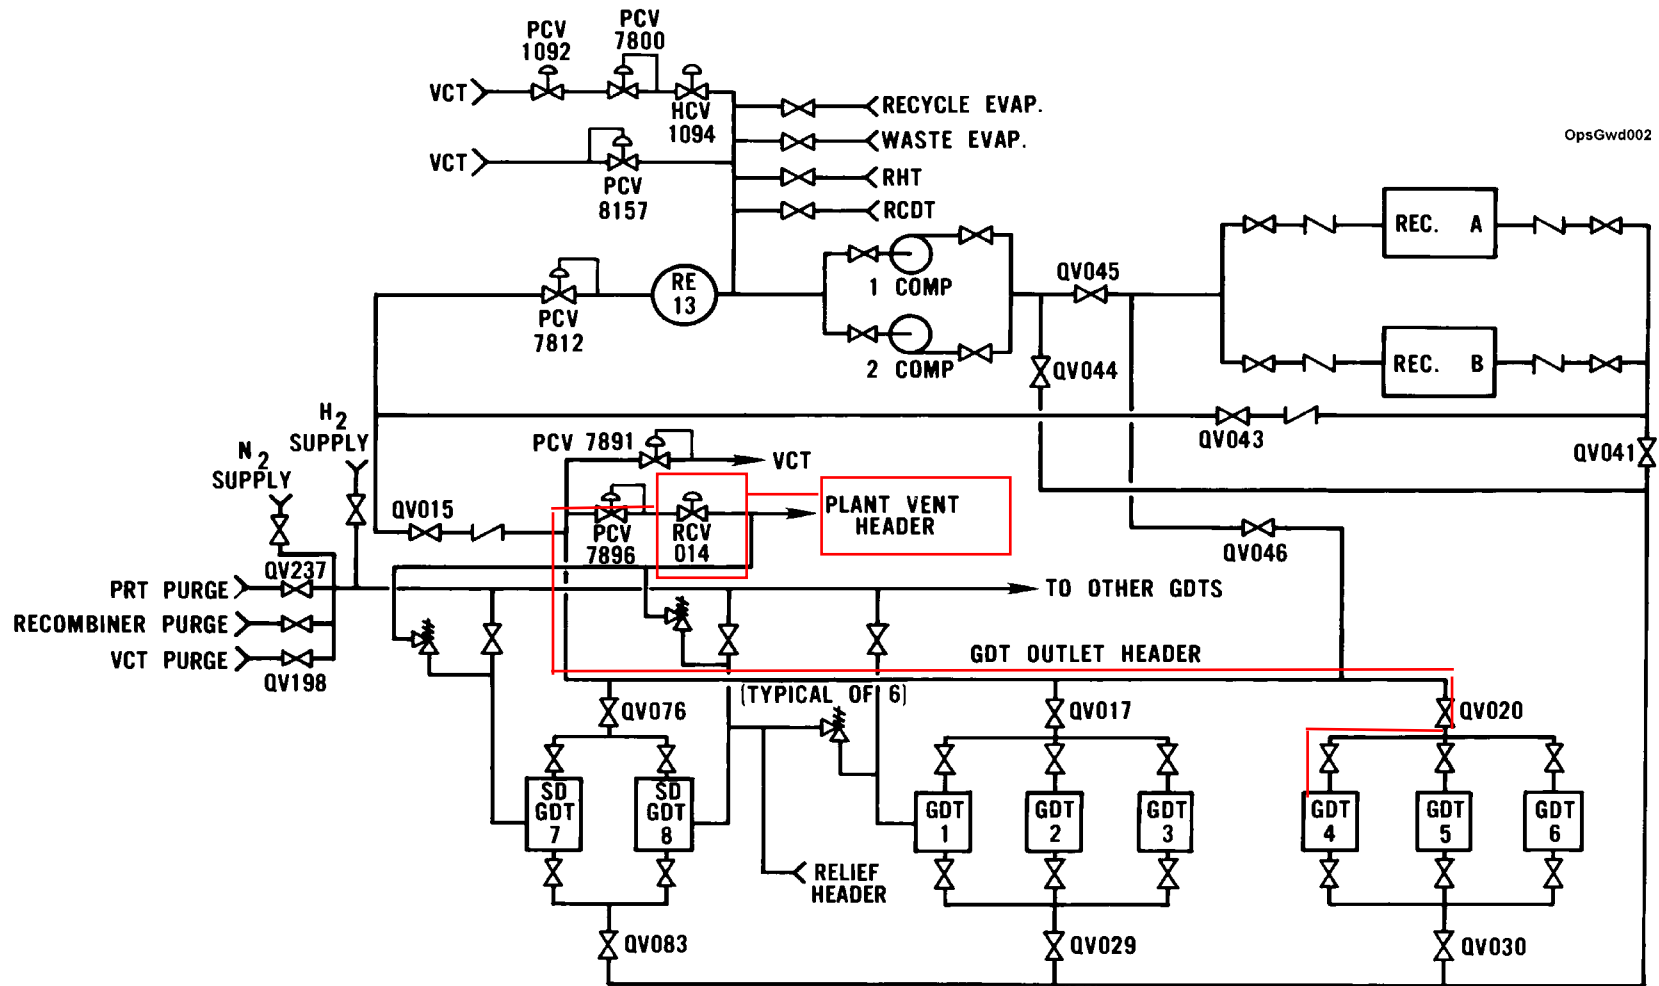 PCV
1092
PCV
7800
VCT
HCV
1094
RECYCLE EVAP.
WASTE EVAP.
RHT
RCDT
OpsGwd002
VCT
PCV
8157
REC. A
1 COMP
QV045
RE
13
PCV
7812
2 COMP
QV044
REC. B
H2
SUPPLY
N2
SUPPLY
PCV 7891
VCT
QV043
QV041
QV015
PCV
7896
RCV
014
PLANT VENT
HEADER
QV046
QV237
PRT PURGE
RECOMBINER PURGE
VCT PURGE
QV198
TO OTHER GDTS
GDT OUTLET HEADER
(TYPICAL OF 6)
QV076
QV017
QV020
SD
GDT
7
SD
GDT
8
GDT
1
GDT
2
GDT
3
GDT
4
GDT
5
GDT
6
RELIEF
HEADER
QV083
QV029
QV030